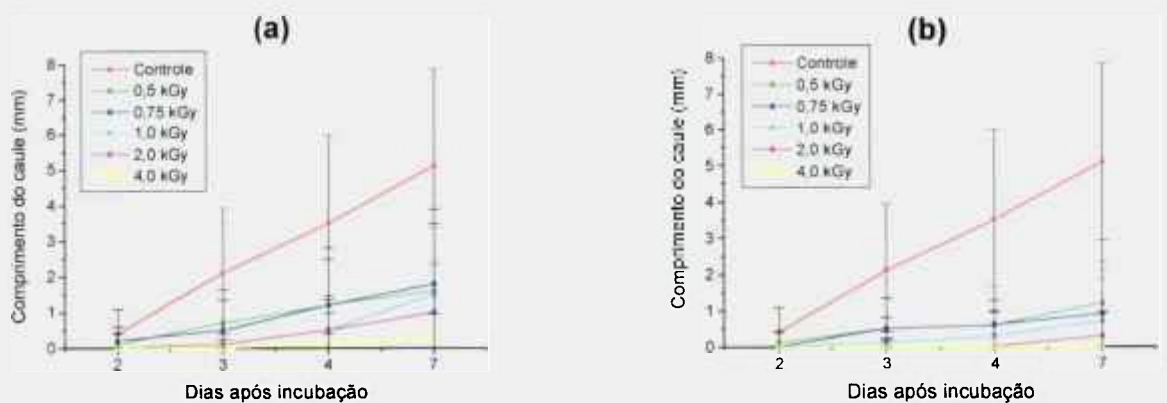 (a)
Comprimento do caule (mm)
8
7
6
5
4
3
2
1
0
Controle
0,5 kGy
0,75 kGy
1,0 kGy
2,0 kGy
4,0 kGy
2 3 4 7
Dias após incubação
(b)
Comprimento do caule (mm)
8
7
6
5
4
3
2
1
0
Controle
0,5 kGy
0,75 kGy
1,0 kGy
2,0 kGy
4,0 kGy
2 3 4 7
Dias após incubação